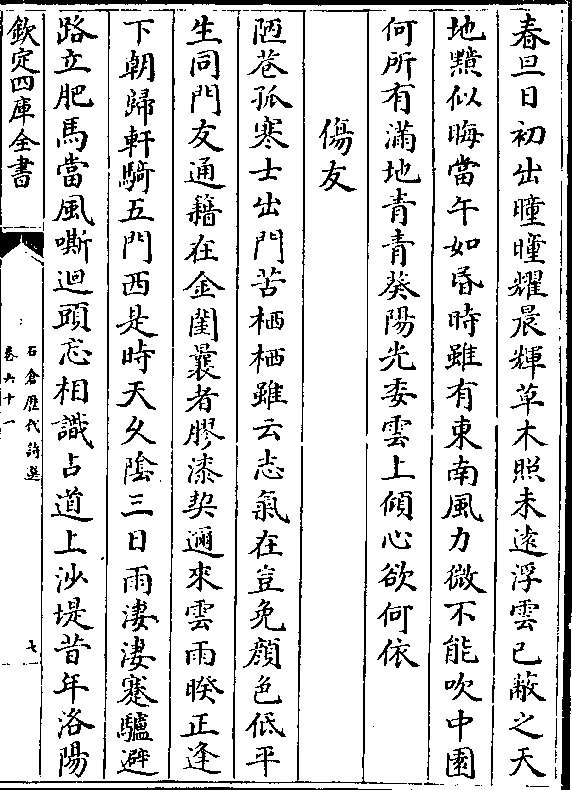 春旦日初出曈曈耀晨輝草木照未逺浮雲已蔽之天
地黯似晦當午如昏時雖有東南風力微不能吹中園
何所有滿地青青葵陽光委雲上傾心欲何依
傷友
陋巷孤寒士出門苦栖栖雖云志氣在豈免顔色低平
生同門友通籍在金閨曩者膠漆契邇來雲雨睽正逢
下朝歸軒騎五門西是時天乆陰三日雨淒淒蹇驢避
路立肥馬當風嘶迴頭忘相識占道上沙堤昔年洛陽
欽定四庫全書
石倉歴代詩選
卷六十一
七